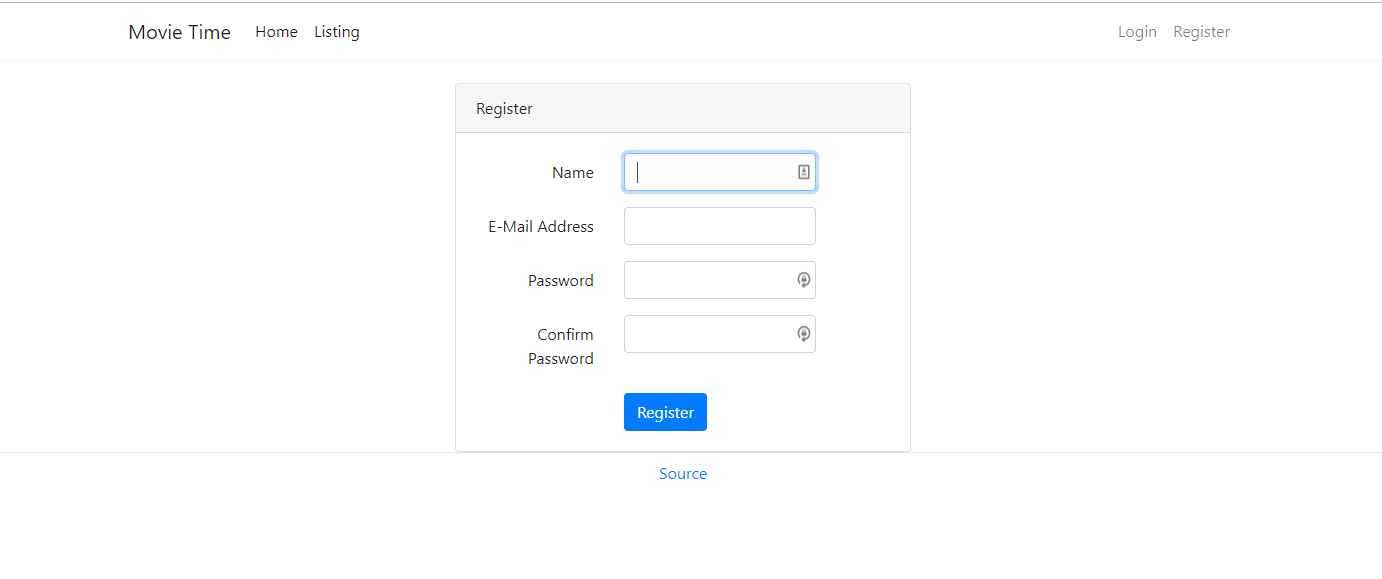 Movie Time Home Listing Login Register
Register
Name
E-Mail Address
Password
Confirm
Password
Register
Source